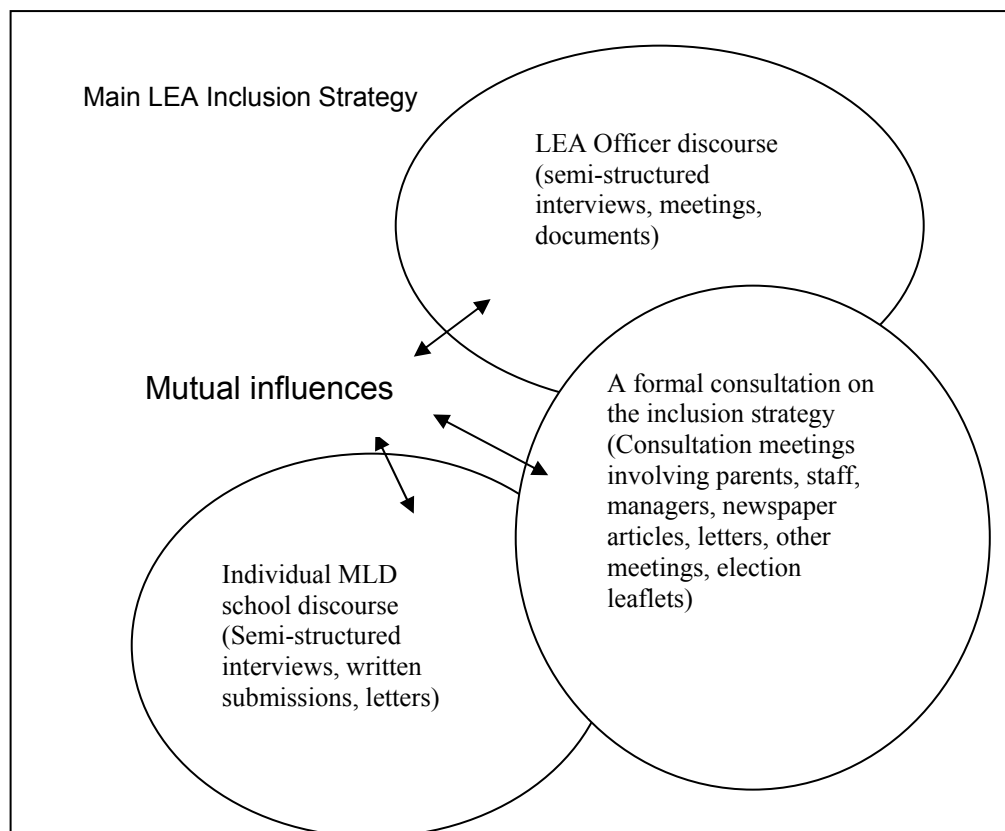 Main LEA Inclusion Strategy
LEA Officer discourse
(semi-structured
interviews, meetings,
documents)
Mutual influences
A formal consultation on
the inclusion strategy
(Consultation meetings
involving parents, staff,
managers, newspaper
articles, letters, other
meetings, election
leaflets)
Individual MLD
school discourse
(Semi-structured
interviews, written
submissions, letters)